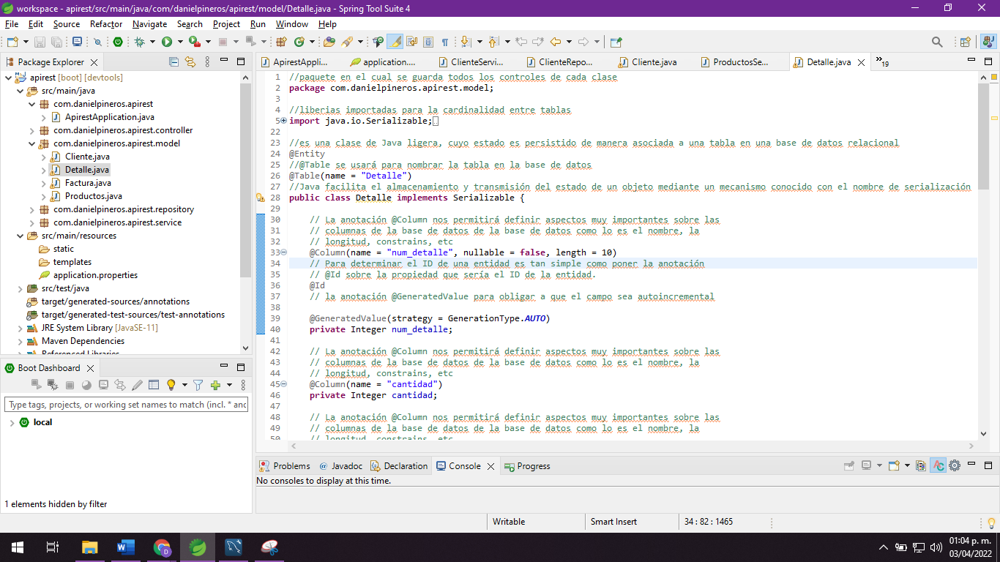 workspace - apirest/src/main/java/com/danielpineros/apirest/model/Detalle.java - Spring Tool Suite 4
File Edit Source Refactor Navigate Search Project Run Window Help
Package Explorer
apirest [boot] [devtools]
src/main/java
com.danielpineros.apirest
ApirestApplication.java
com.danielpineros.apirest.controller
com.danielpineros.apirest.model
Cliente.java
Detalle.java
Factura.java
Productos.java
com.danielpineros.apirest.repository
com.danielpineros.apirest.service
src/main/resources
static
templates
application.properties
src/test/java
target/generated-sources/annotations
target/generated-test-sources/test-annotations
JRE System Library [JavaSE-11]
Maven Dependencies
Referenced Libraries
Boot Dashboard
Type tags, projects, or working set names to match (incl. * and
local
1 elements hidden by filter
ApirestAppli... application.... ClienteServi... ClienteRepo... Cliente.java ProductosSe... Detalle.java 19
1 //paquete en el cual se guarda todos los controles de cada clase
2 package com.danielpineros.apirest.model;
3
4 //liberias importadas para la cardinalidad entre tablas
5 import java.io.Serializable;
22
23 //es una clase de Java ligera, cuyo estado es persistido de manera asociada a una tabla en una base de datos relacional
24 @Entity
25 //@Table se usará para nombrar la tabla en la base de datos
26 @Table(name = "Detalle")
27 //Java facilita el almacenamiento y transmisión del estado de un objeto mediante un mecanismo conocido con el nombre de serialización
28 public class Detalle implements Serializable {
29
30 // La anotación @Column nos permitirá definir aspectos muy importantes sobre las
31 // columnas de la base de datos de la base de datos como lo es el nombre, la
32 // longitud, constrains, etc
33 @Column(name = "num_detalle", nullable = false, length = 10)
34 // Para determinar el ID de una entidad es tan simple como poner la anotación
35 // @Id sobre la propiedad que sería el ID de la entidad.
36 @Id
37 // la anotación @GeneratedValue para obligar a que el campo sea autoincremental
38
39 @GeneratedValue(strategy = GenerationType.AUTO)
40 private Integer num_detalle;
41
42 // La anotación @Column nos permitirá definir aspectos muy importantes sobre las
43 // columnas de la base de datos de la base de datos como lo es el nombre, la
44 // longitud, constrains, etc
45 @Column(name = "cantidad")
46 private Integer cantidad;
47
48 // La anotación @Column nos permitirá definir aspectos muy importantes sobre las
49 // columnas de la base de datos de la base de datos como lo es el nombre, la
50 // longitud, constrains, etc
Problems Javadoc Declaration Console Progress
No consoles to display at this time.
Writable Smart Insert 34 : 82 : 1465
01:04 p. m.
03/04/2022